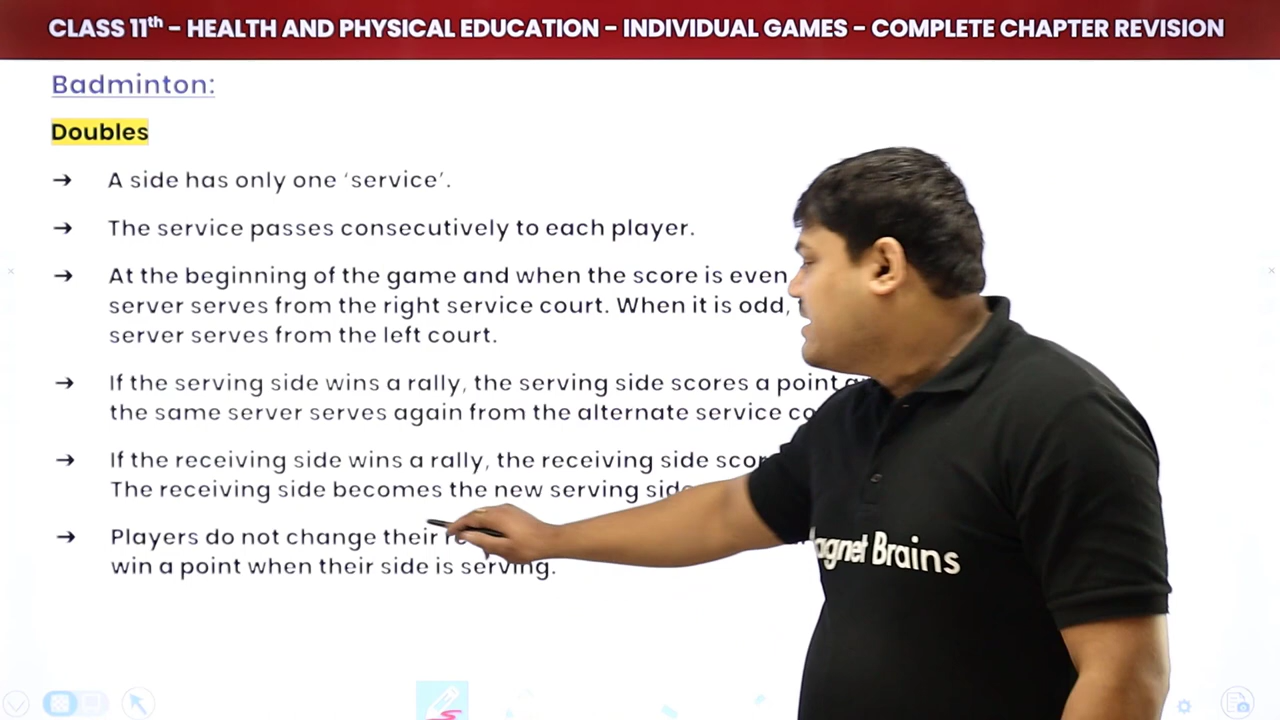 CLASS 11th – HEALTH AND PHYSICAL EDUCATION – INDIVIDUAL GAMES – COMPLETE CHAPTER REVISION
Badminton:
Doubles
→ A side has only one ‘service’.
→ The service passes consecutively to each player.
→ At the beginning of the game and when the score is even
server serves from the right service court. When it is odd,
server serves from the left court.
→ If the serving side wins a rally, the serving side scores a point
the same server serves again from the alternate service
→ If the receiving side wins a rally, the receiving side
The receiving side becomes the new serving
→ Players do not change their
win a point when their side is serving.
Magnet Brains